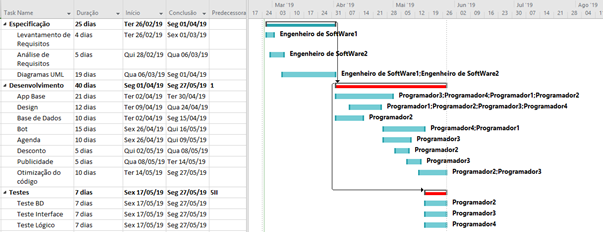 Task Name Duração Início Conclusão Predecessora
Mar '19 Abr '19 Mai '19 Jun '19 Jul '19 Ago '19
24 03 10 17 24 31 07 14 21 28 05 12 19 26 02 09 16 23 30 07 14 21 28 04 11
Especificação 25 dias Ter 26/02/19 Seg 01/04/19
Levantamento de Requisitos 4 dias Ter 26/02/19 Sex 01/03/19 Engenheiro de SoftWare1
Análise de Requisitos 5 dias Qui 28/02/19 Qua 06/03/19 Engenheiro de SoftWare2
Diagramas UML 19 dias Qua 06/03/19 Seg 01/04/19 Engenheiro de SoftWare1;Engenheiro de SoftWare2
Desenvolvimento 40 dias Seg 01/04/19 Seg 27/05/19 1
App Base 21 dias Ter 02/04/19 Ter 30/04/19 Programador3;Programador4;Programador1;Programador2
Design 12 dias Ter 09/04/19 Qua 24/04/19 Programador1;Programador2;Programador3;Programador4
Base de Dados 10 dias Ter 02/04/19 Seg 15/04/19 Programador2
Bot 15 dias Sex 26/04/19 Qui 16/05/19 Programador4;Programador1
Agenda 10 dias Sex 26/04/19 Qui 09/05/19 Programador3
Desconto 5 dias Qui 02/05/19 Qua 08/05/19 Programador2
Publicidade 5 dias Qua 08/05/19 Ter 14/05/19 Programador3
Otimização do código 10 dias Ter 14/05/19 Seg 27/05/19 Programador2;Programador3
Testes 7 dias Sex 17/05/19 Seg 27/05/19 5II
Teste BD 7 dias Sex 17/05/19 Seg 27/05/19 Programador2
Teste Interface 7 dias Sex 17/05/19 Seg 27/05/19 Programador3
Teste Lógico 7 dias Sex 17/05/19 Seg 27/05/19 Programador4